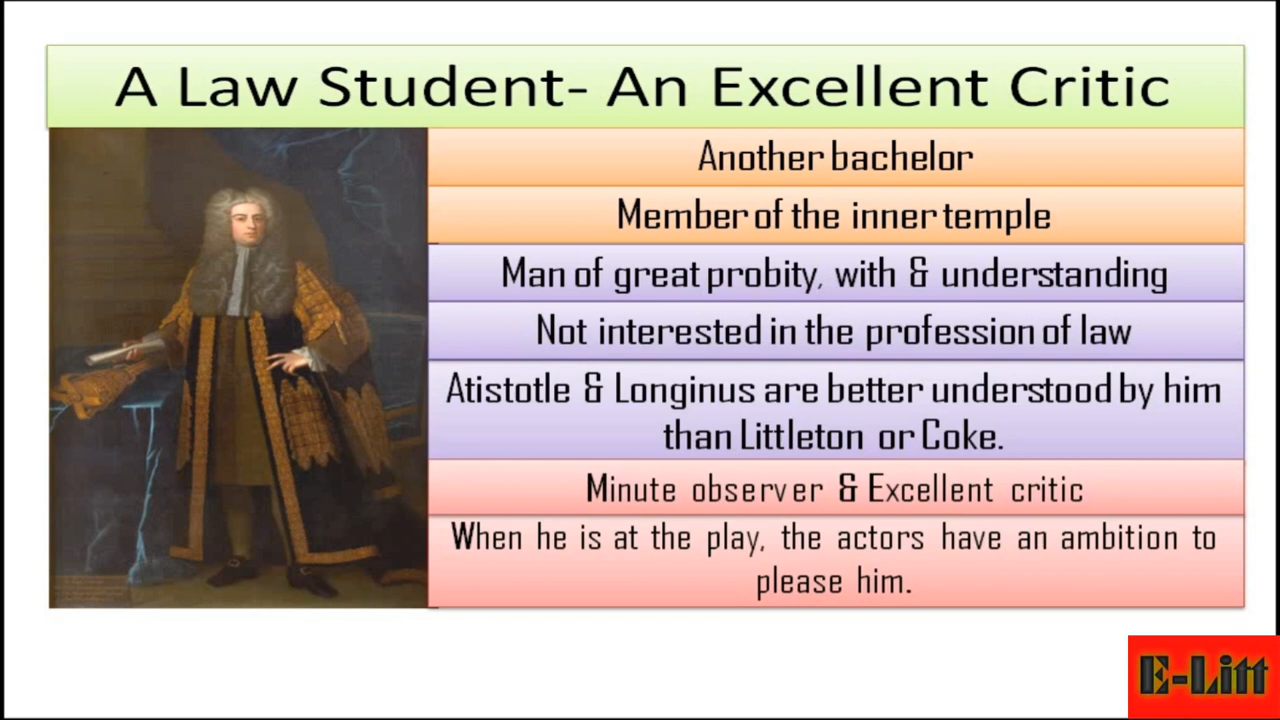 A Law Student- An Excellent Critic
Another bachelor
Member of the inner temple
Man of great probity, with & understanding
Not interested in the profession of law
Atistotle & Longinus are better understood by him
than Littleton or Coke.
Minute observer & Excellent critic
When he is at the play, the actors have an ambition to
please him.
E-Litt